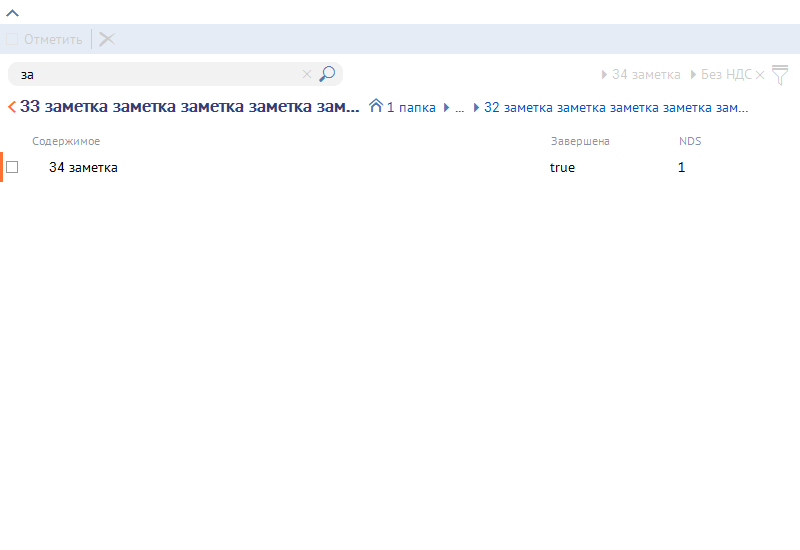 Отметить
за
34 заметка Без НДС
33 заметка заметка заметка заметка зам... 1 папка ... 32 заметка заметка заметка заметка зам...
Содержимое Завершена NDS
34 заметка true 1